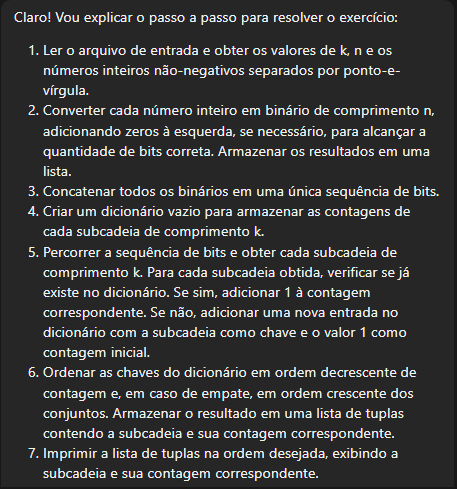 Claro! Vou explicar o passo a passo para resolver o exercício:
1. Ler o arquivo de entrada e obter os valores de k, n e os
números inteiros não-negativos separados por ponto-e-
vírgula.
2. Converter cada número inteiro em binário de comprimento n,
adicionando zeros à esquerda, se necessário, para alcançar a
quantidade de bits correta. Armazenar os resultados em uma
lista.
3. Concatenar todos os binários em uma única sequência de bits.
4. Criar um dicionário vazio para armazenar as contagens de
cada subcadeia de comprimento k.
5. Percorrer a sequência de bits e obter cada subcadeia de
comprimento k. Para cada subcadeia obtida, verificar se já
existe no dicionário. Se sim, adicionar 1 à contagem
correspondente. Se não, adicionar uma nova entrada no
dicionário com a subcadeia como chave e o valor 1 como
contagem inicial.
6. Ordenar as chaves do dicionário em ordem decrescente de
contagem e, em caso de empate, em ordem crescente dos
conjuntos. Armazenar o resultado em uma lista de tuplas
contendo a subcadeia e sua contagem correspondente.
7. Imprimir a lista de tuplas na ordem desejada, exibindo a
subcadeia e sua contagem correspondente.